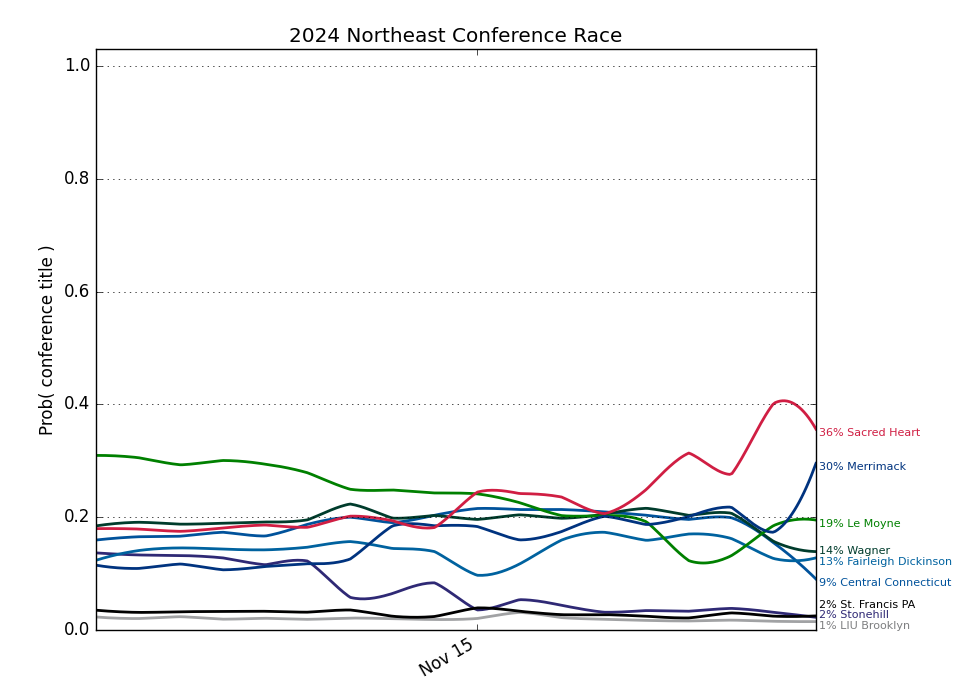 2024 Northeast Conference Race
1.0
0.8
0.6
0.4
0.2
0.0
Prob( conference title )
Nov 15
36% Sacred Heart
30% Merrimack
19% Le Moyne
14% Wagner
13% Fairleigh Dickinson
9% Central Connecticut
2% St. Francis PA
2% Stonehill
1% LIU Brooklyn